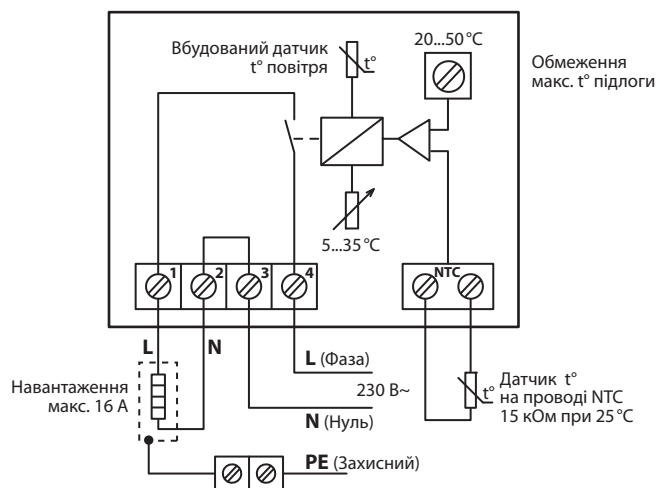 Вбудований датчик
t° повітря
t°
20...50 °C
Обмеження
макс. t° підлоги
5...35 °C
1
2
3
4
NTC
L
N
L (Фаза)
230 В~
N (Нуль)
Навантаження
макс. 16 А
t°
Датчик t°
на проводі NTC
15 кОм при 25 °C
PE (Захисний)